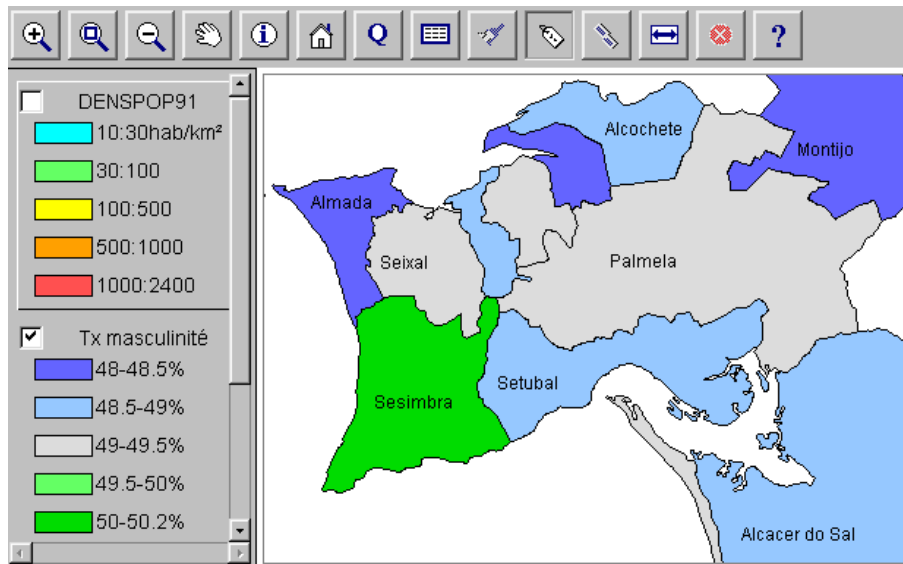 i Q ?
DENSPOP91
10:30hab/km²
30:100
100:500
500:1000
1000:2400
Tx masculinité
48-48.5%
48.5-49%
49-49.5%
49.5-50%
50-50.2%
Alcochete
Montijo
Almada
Seixal
Palmela
Sesimbra
Setubal
Alcacer do Sal